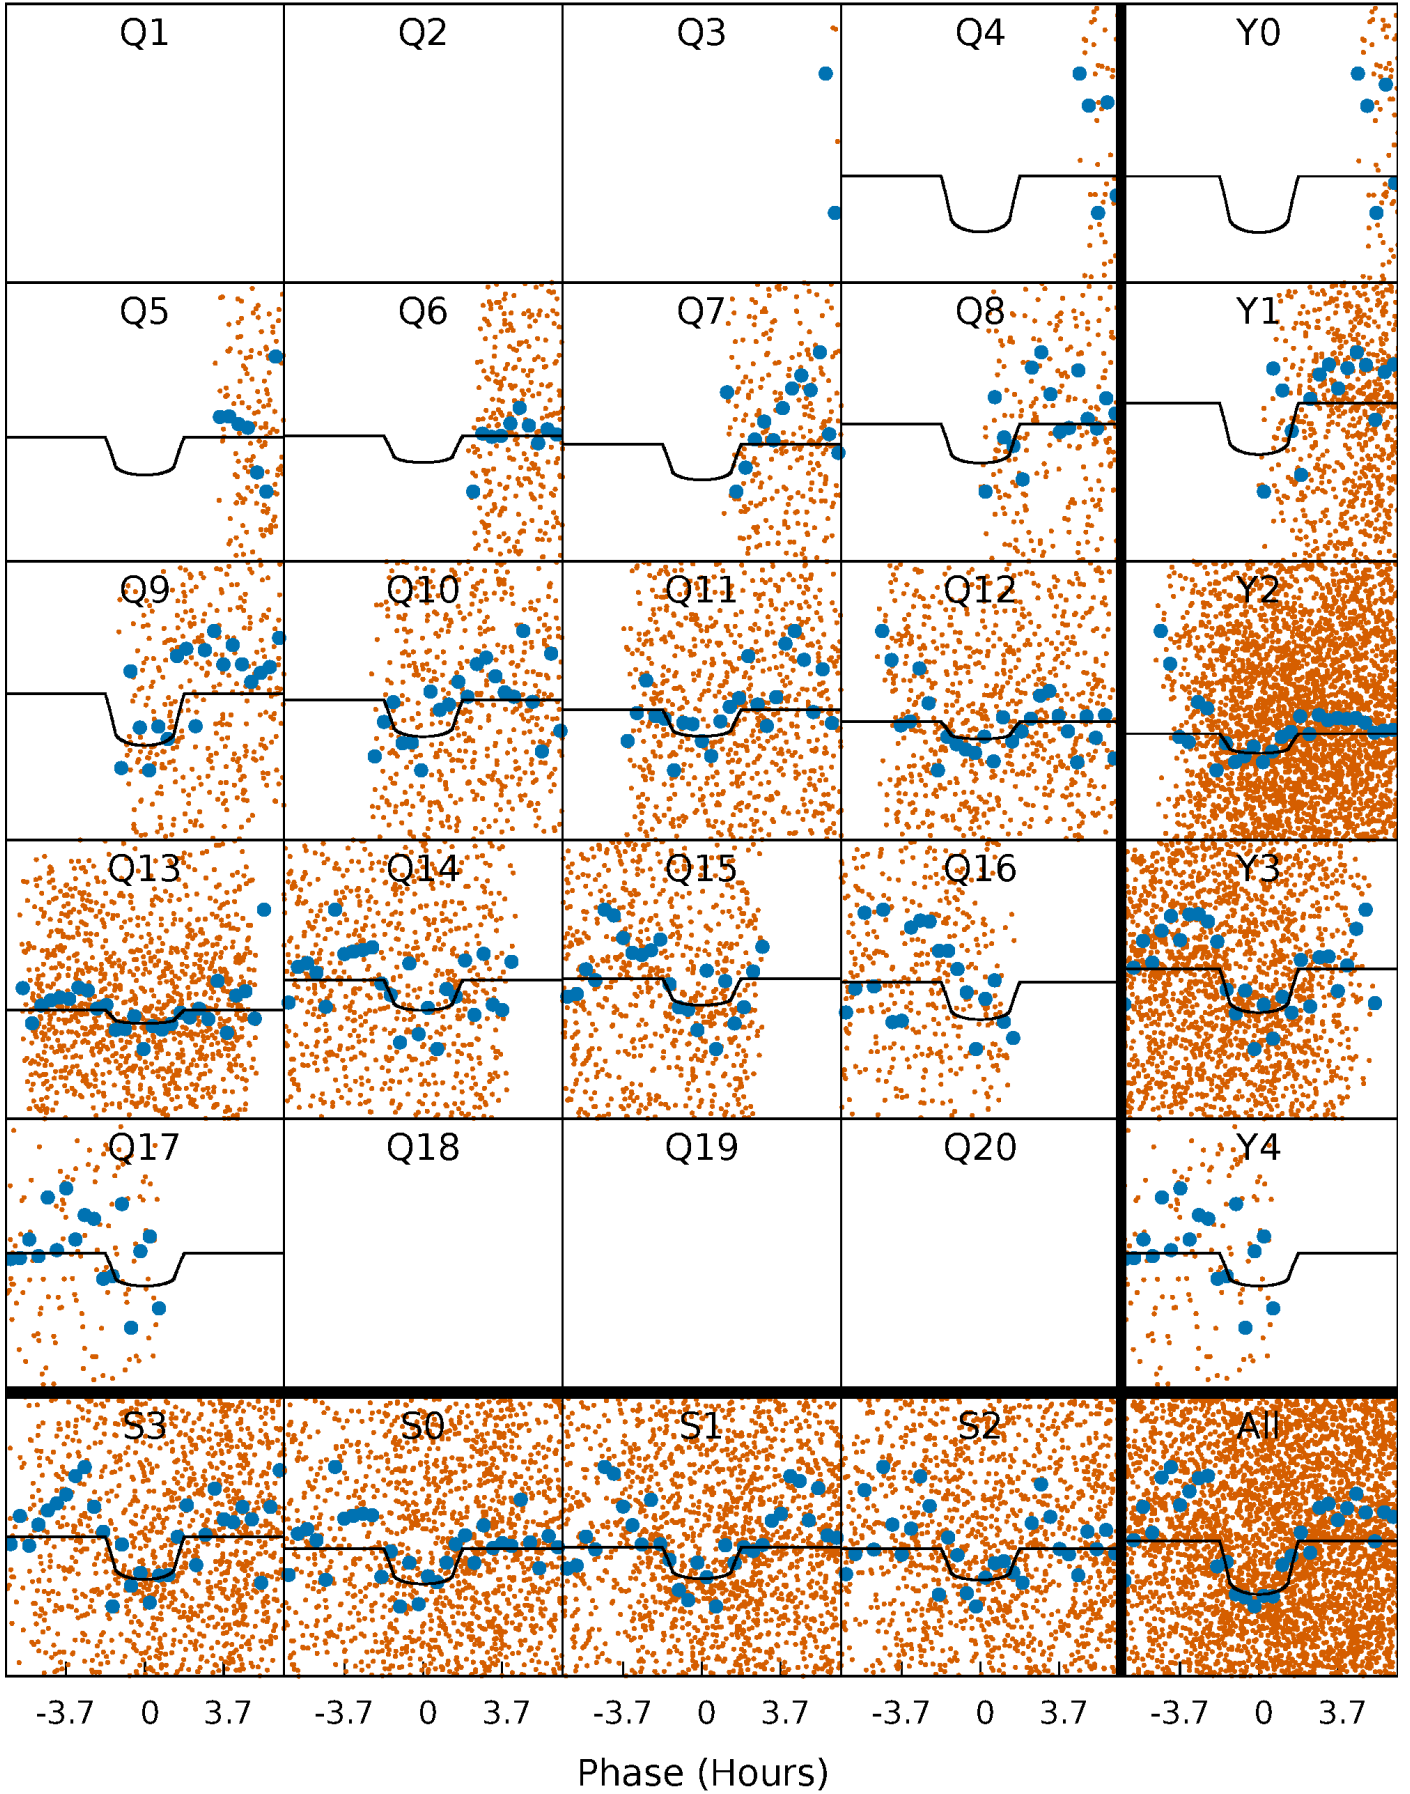 Q1 Q2 Q3 Q4 Y0
Q5 Q6 Q7 Q8 Y1
Q9 Q10 Q11 Q12 Y2
Q13 Q14 Q15 Q16 Y3
Q17 Q18 Q19 Q20 Y4
S3 S0 S1 S2 All
-3.7 0 3.7 -3.7 0 3.7 -3.7 0 3.7 -3.7 0 3.7 -3.7 0 3.7
Phase (Hours)